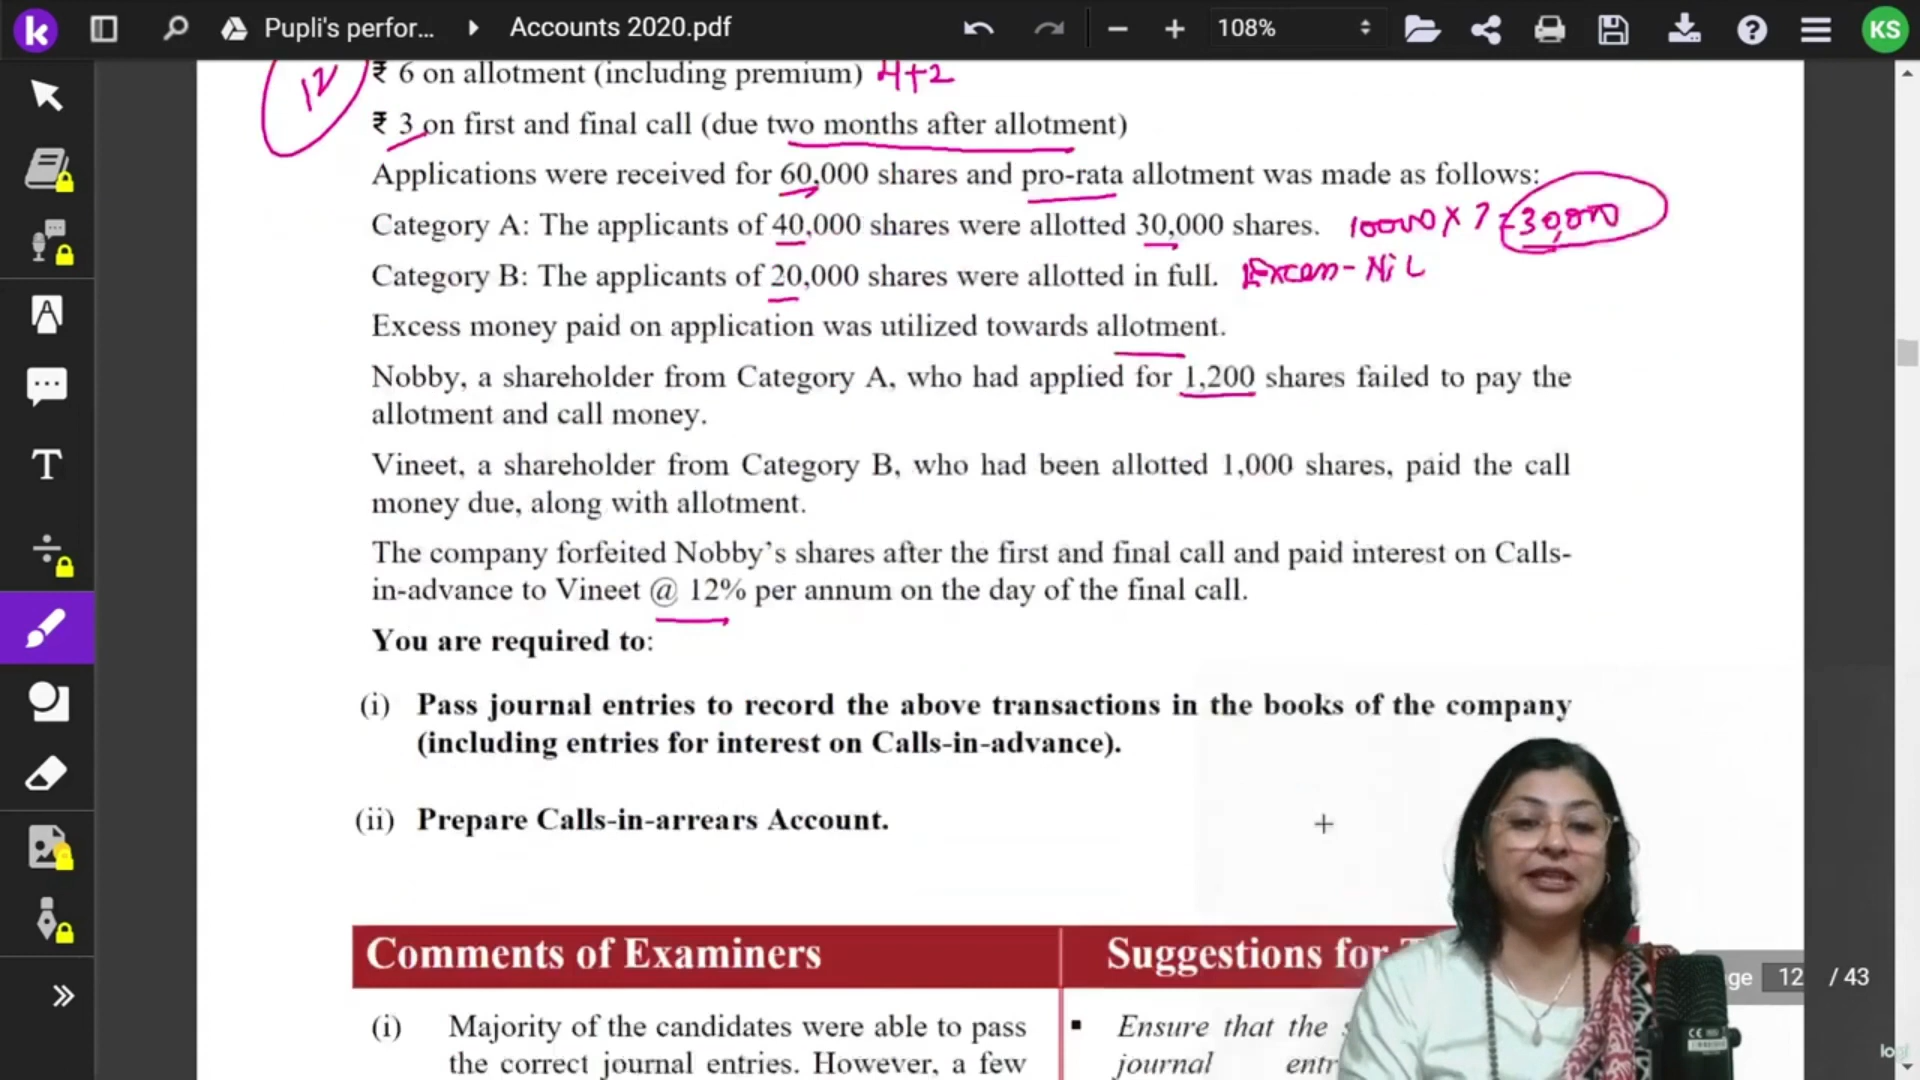 k
Pupli's perfor...
Accounts 2020.pdf
108%
KS
12
₹ 6 on allotment (including premium) 4+2
₹ 3 on first and final call (due two months after allotment)
Applications were received for 60,000 shares and pro-rata allotment was made as follows:
Category A: The applicants of 40,000 shares were allotted 30,000 shares. 10000 X 3 = 30,000
Category B: The applicants of 20,000 shares were allotted in full. Excess - NiL
Excess money paid on application was utilized towards allotment.
Nobby, a shareholder from Category A, who had applied for 1,200 shares failed to pay the
allotment and call money.
Vineet, a shareholder from Category B, who had been allotted 1,000 shares, paid the call
money due, along with allotment.
The company forfeited Nobby's shares after the first and final call and paid interest on Calls-
in-advance to Vineet @ 12% per annum on the day of the final call.
You are required to:
(i) Pass journal entries to record the above transactions in the books of the company
(including entries for interest on Calls-in-advance).
(ii) Prepare Calls-in-arrears Account.
Comments of Examiners
Suggestions for
12 / 43
(i) Majority of the candidates were able to pass
the correct journal entries. However, a few
Ensure that the
journal